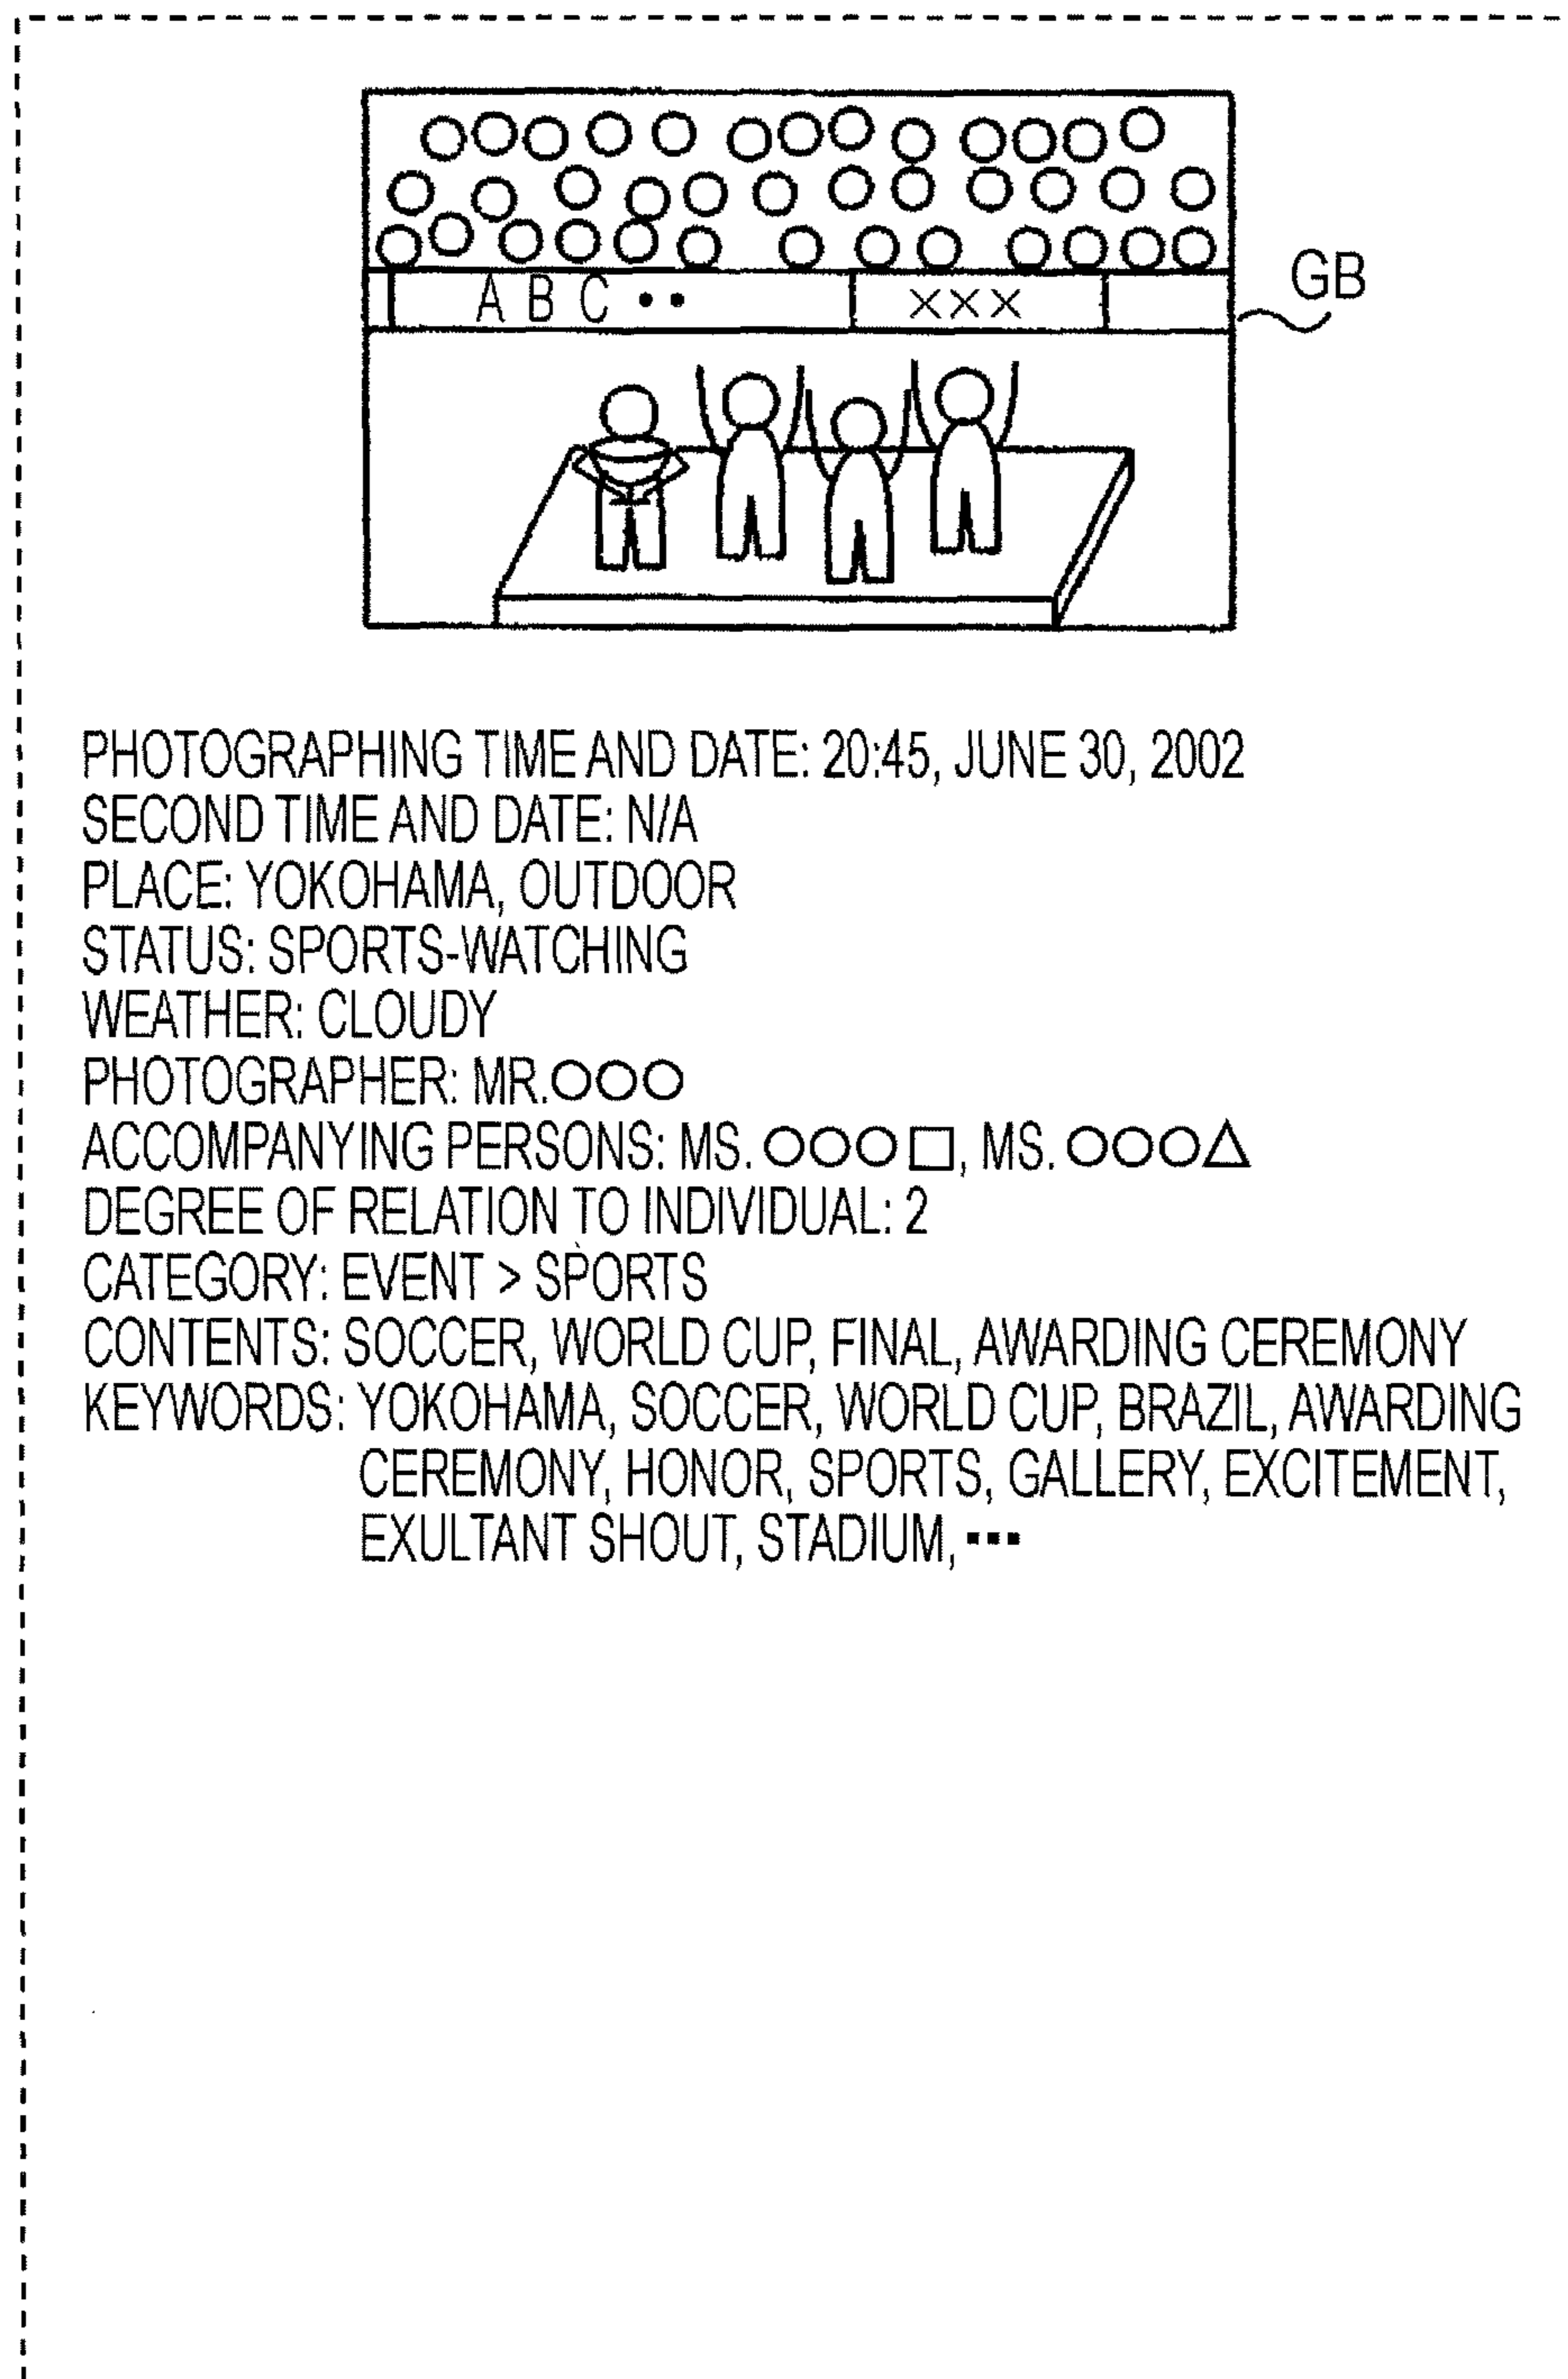 ABC・・ ×××
GB
PHOTOGRAPHING TIME AND DATE: 20:45, JUNE 30, 2002
SECOND TIME AND DATE: N/A
PLACE: YOKOHAMA, OUTDOOR
STATUS: SPORTS-WATCHING
WEATHER: CLOUDY
PHOTOGRAPHER: MR.○○○
ACCOMPANYING PERSONS: MS. ○○○□, MS. ○○○△
DEGREE OF RELATION TO INDIVIDUAL: 2
CATEGORY: EVENT > SPORTS
CONTENTS: SOCCER, WORLD CUP, FINAL, AWARDING CEREMONY
KEYWORDS: YOKOHAMA, SOCCER, WORLD CUP, BRAZIL, AWARDING
CEREMONY, HONOR, SPORTS, GALLERY, EXCITEMENT,
EXULTANT SHOUT, STADIUM, ▪▪▪